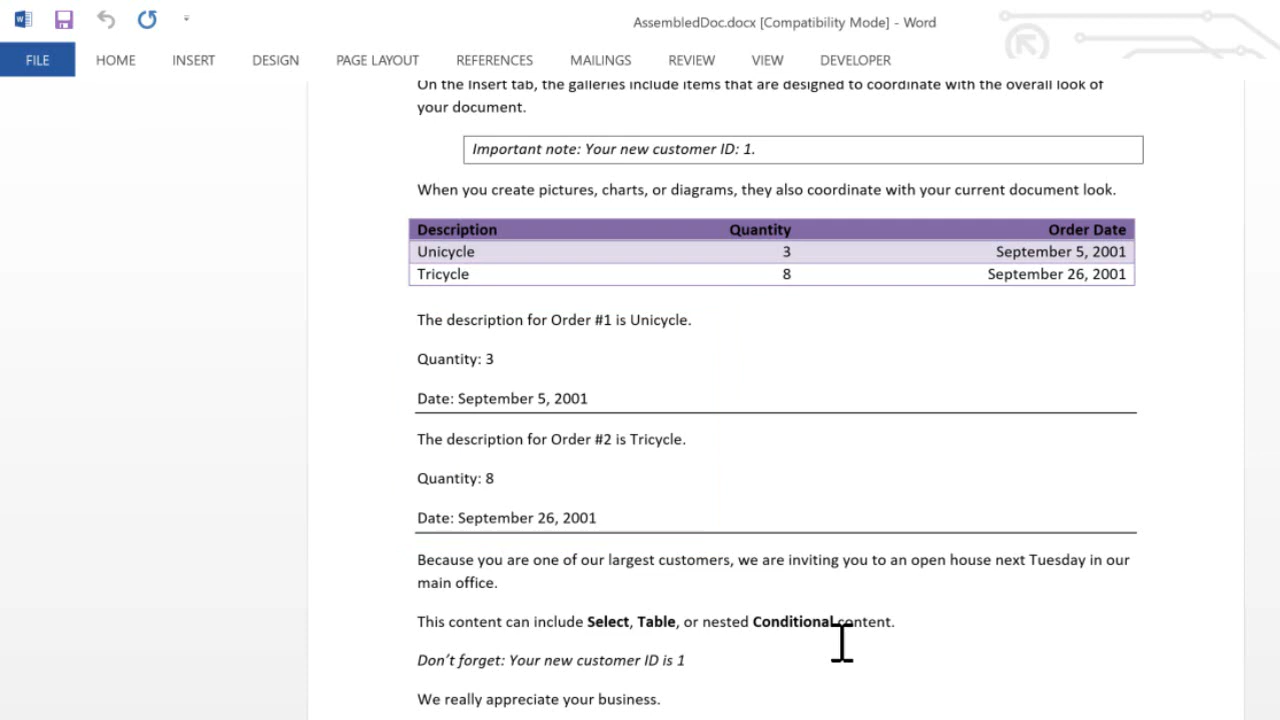 AssembledDoc.docx [Compatibility Mode] - Word
FILE HOME INSERT DESIGN PAGE LAYOUT REFERENCES MAILINGS REVIEW VIEW DEVELOPER
On the Insert tab, the galleries include items that are designed to coordinate with the overall look of
your document.
Important note: Your new customer ID: 1.
When you create pictures, charts, or diagrams, they also coordinate with your current document look.
Description Quantity Order Date
Unicycle 3 September 5, 2001
Tricycle 8 September 26, 2001
The description for Order #1 is Unicycle.
Quantity: 3
Date: September 5, 2001
The description for Order #2 is Tricycle.
Quantity: 8
Date: September 26, 2001
Because you are one of our largest customers, we are inviting you to an open house next Tuesday in our
main office.
This content can include Select, Table, or nested Conditional content.
Don’t forget: Your new customer ID is 1
We really appreciate your business.